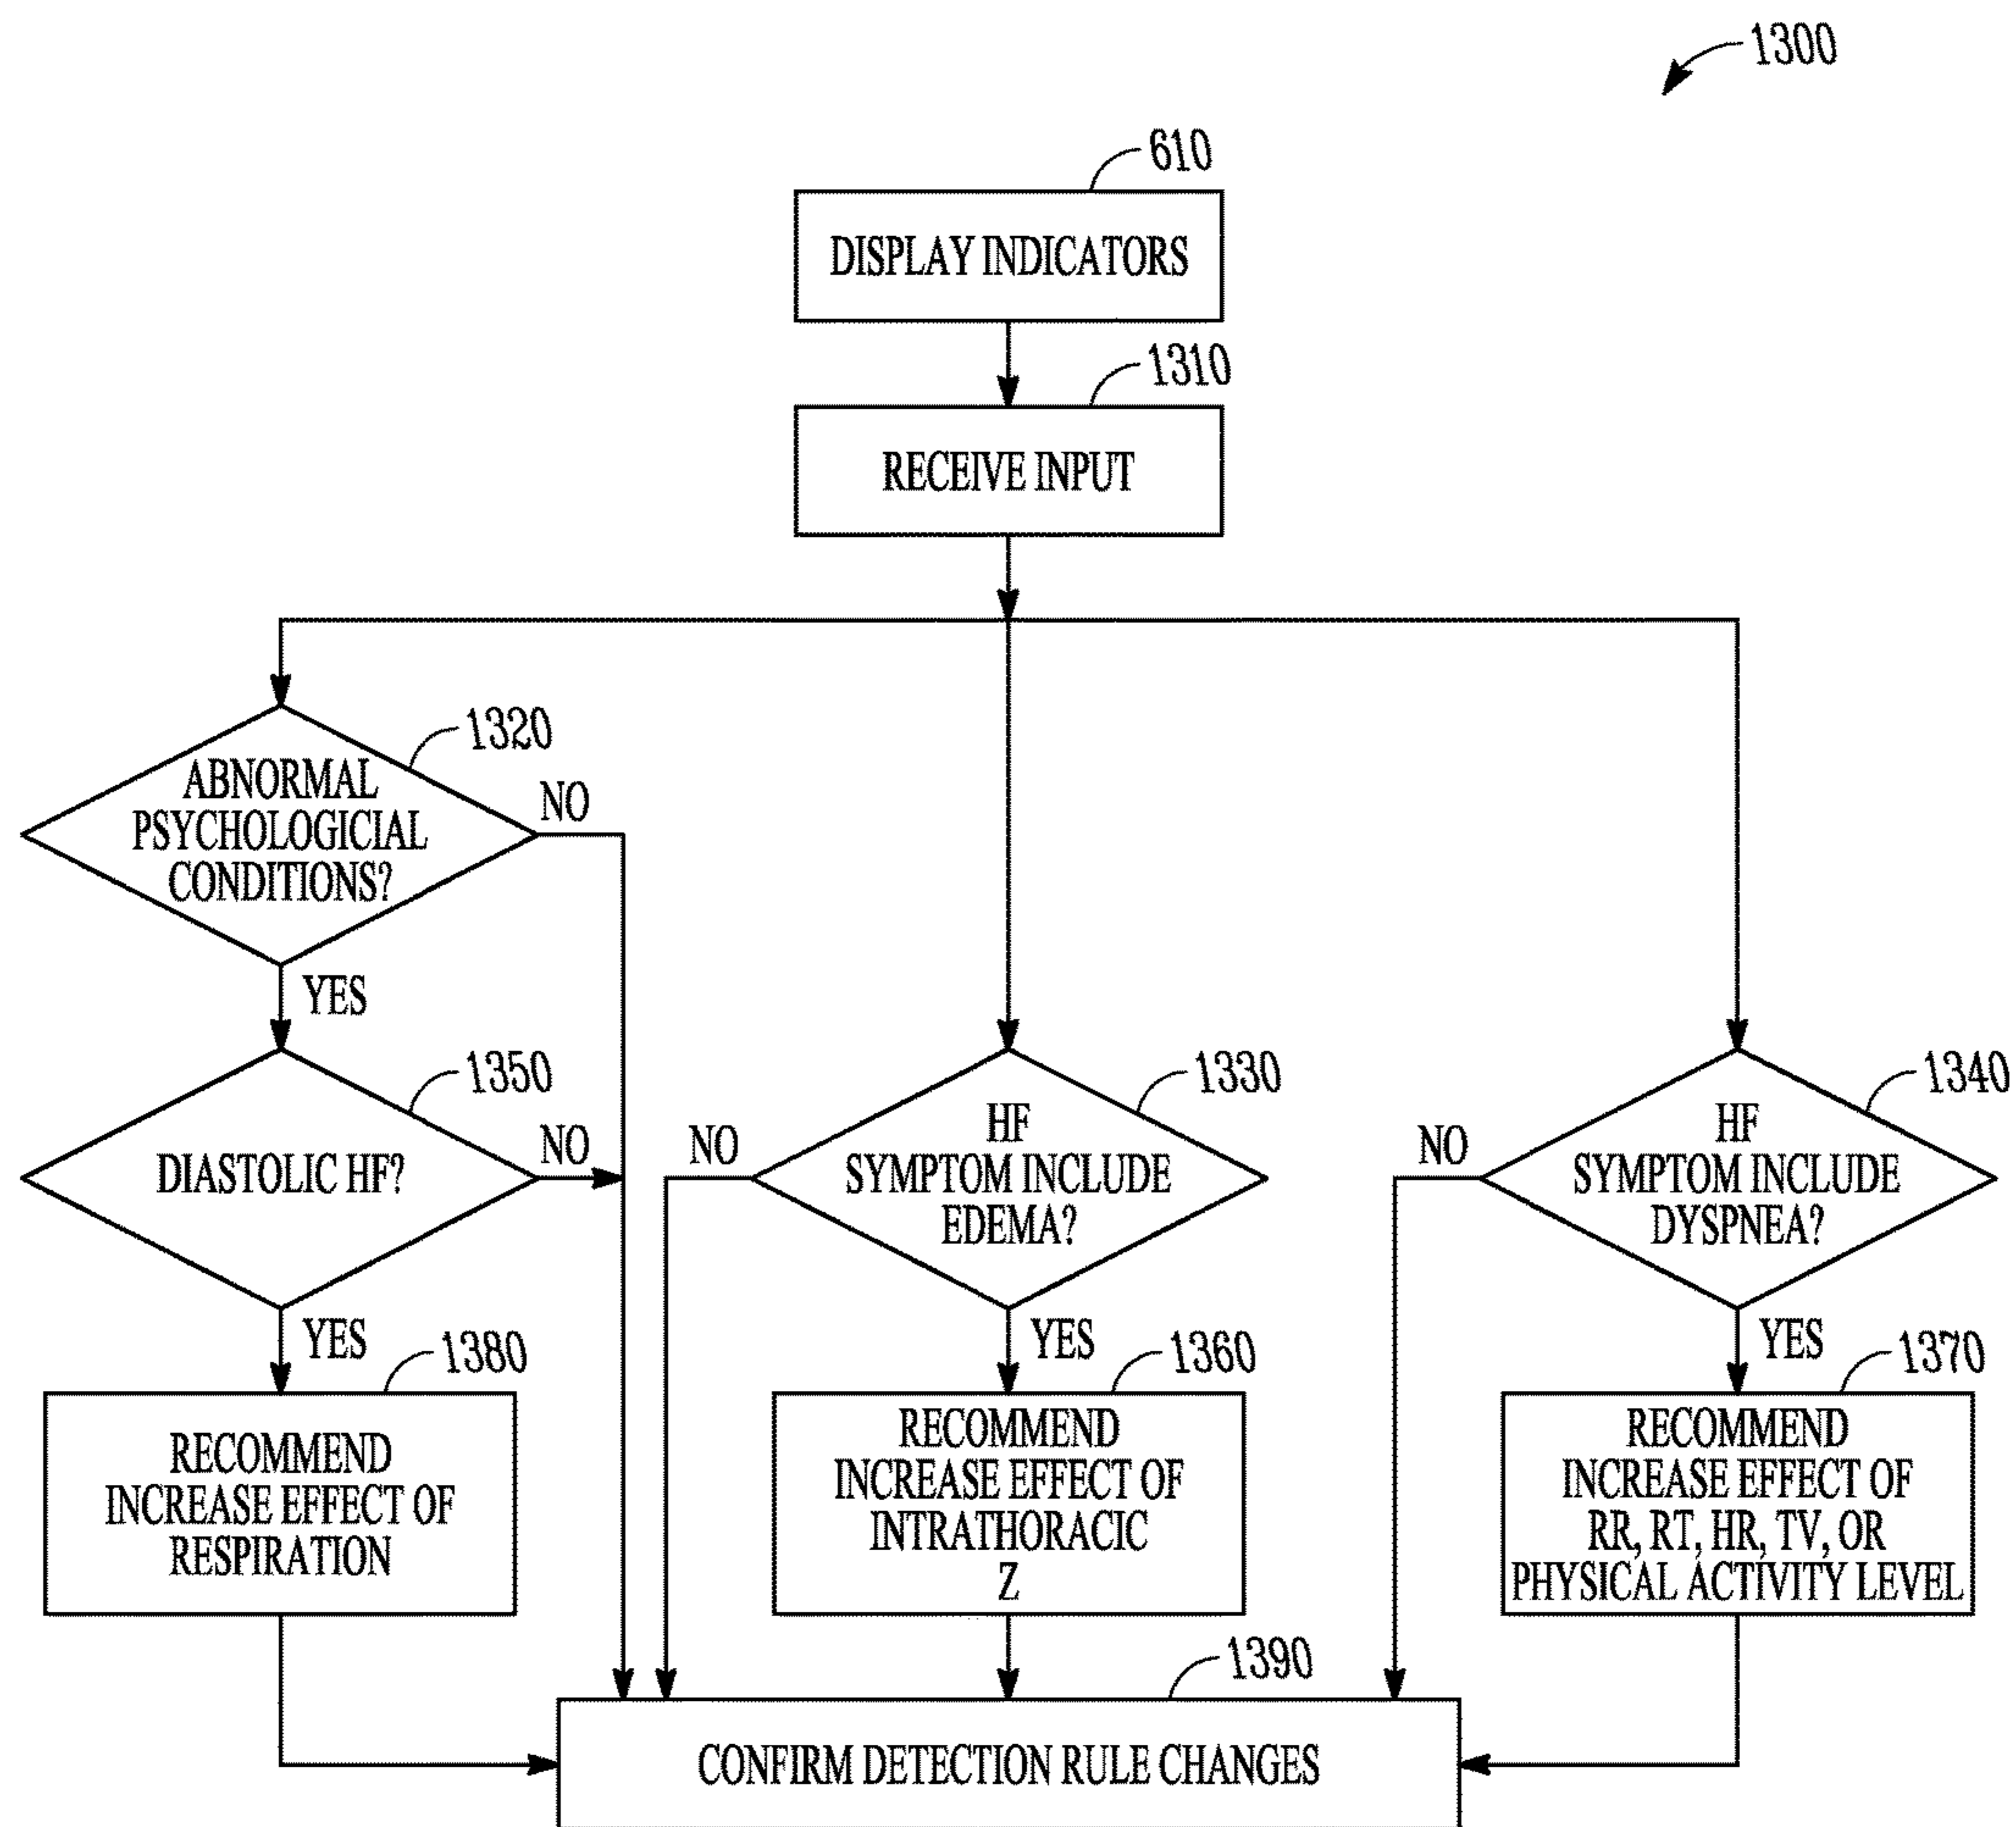 1300
610
DISPLAY INDICATORS
1310
RECEIVE INPUT
1320
ABNORMAL
PSYCHOLOGICIAL
CONDITIONS?
NO
YES
1350
DIASTOLIC HF?
NO
YES
1380
RECOMMEND
INCREASE EFFECT OF
RESPIRATION
1330
HF
SYMPTOM INCLUDE
EDEMA?
NO
YES
1360
RECOMMEND
INCREASE EFFECT OF
INTRATHORACIC
Z
1340
HF
SYMPTOM INCLUDE
DYSPNEA?
NO
YES
1370
RECOMMEND
INCREASE EFFECT OF
RR, RT, HR, TV, OR
PHYSICAL ACTIVITY LEVEL
1390
CONFIRM DETECTION RULE CHANGES